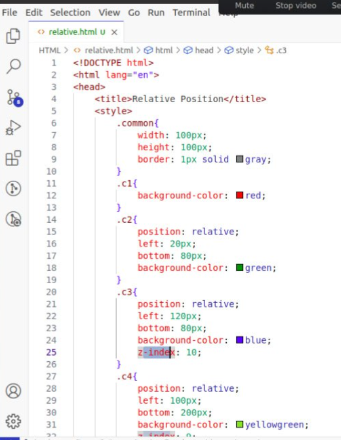 Mute Stop video
File Edit Selection View Go Run Terminal
relative.html U ×
HTML > relative.html > html > head > style > .c3
1 <!DOCTYPE html>
2 <html lang="en">
3 <head>
4 <title>Relative Position</title>
5 <style>
6 .common{
7 width: 100px;
8 height: 100px;
9 border: 1px solid gray;
10 }
11 .c1{
12 background-color: red;
13 }
14 .c2{
15 position: relative;
16 left: 20px;
17 bottom: 80px;
18 background-color: green;
19 }
20 .c3{
21 position: relative;
22 left: 120px;
23 bottom: 80px;
24 background-color: blue;
25 z-index: 10;
26 }
27 .c4{
28 position: relative;
29 left: 100px;
30 bottom: 200px;
31 background-color: yellowgreen;
32 z-index: 9;